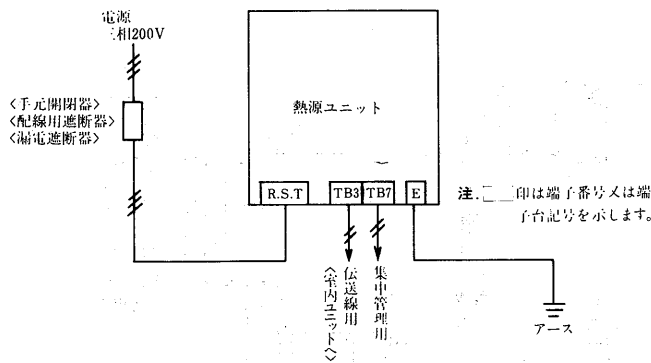 電源
三相200V
〈手元開閉器〉
〈配線用遮断器〉
〈漏電遮断器〉
熱源ユニット
R.S.T
TB3
TB7
E
注.□印は端子番号又は端
子台記号を示します。
伝送線用
〈室内ユニットへ〉
集中管理用
アース